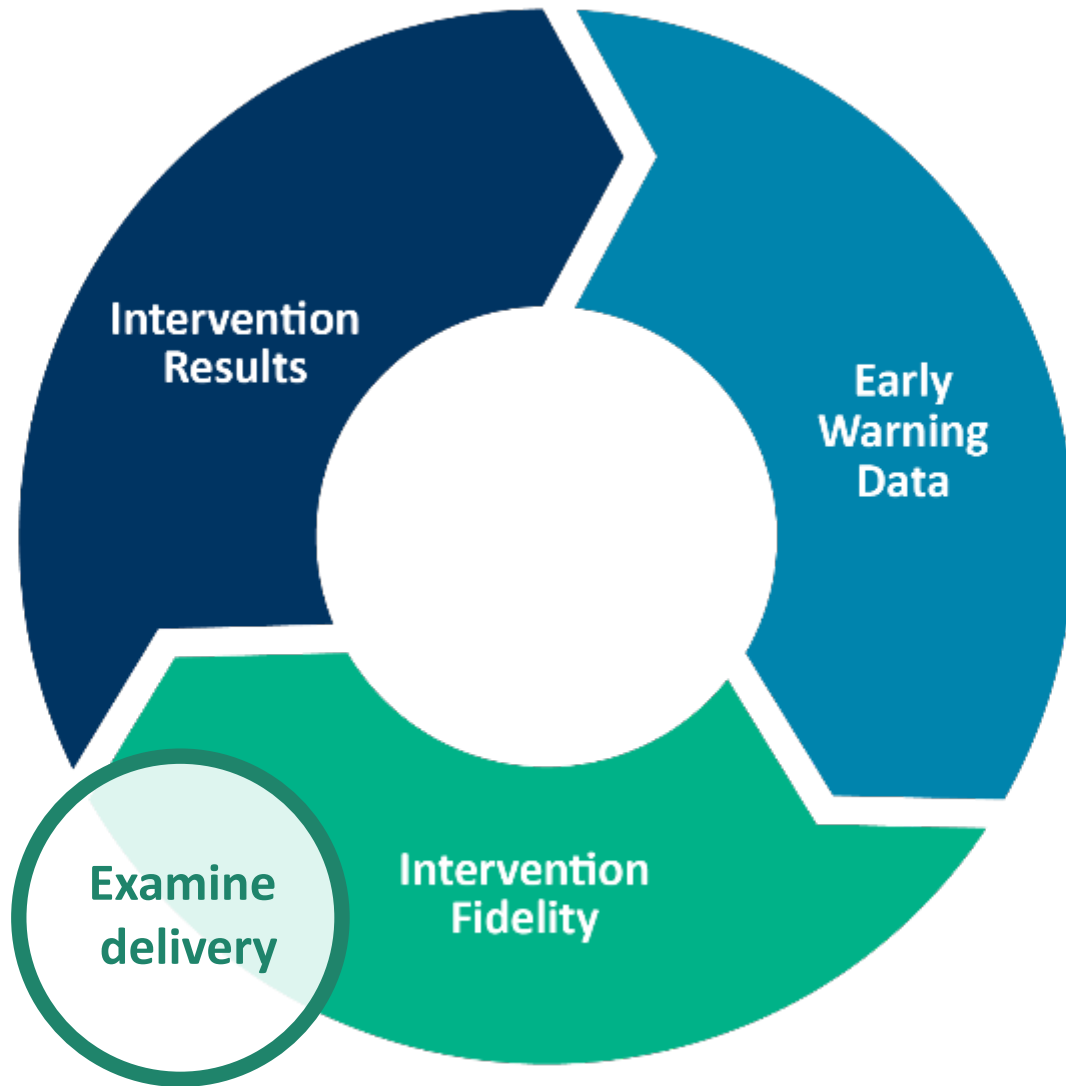 Intervention
Results
Early
Warning
Data
Intervention
Fidelity
Examine
delivery